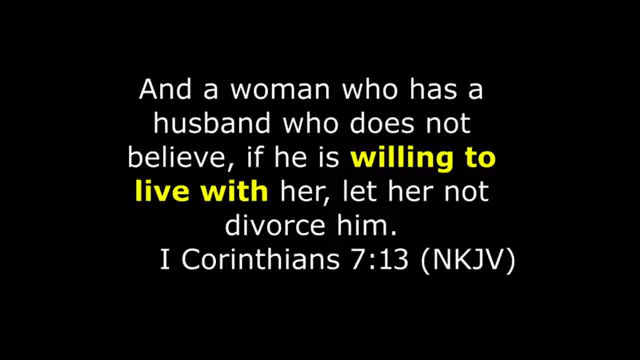 And a woman who has a
husband who does not
believe, if he is willing to
live with her, let her not
divorce him.
I Corinthians 7:13 (NKJV)